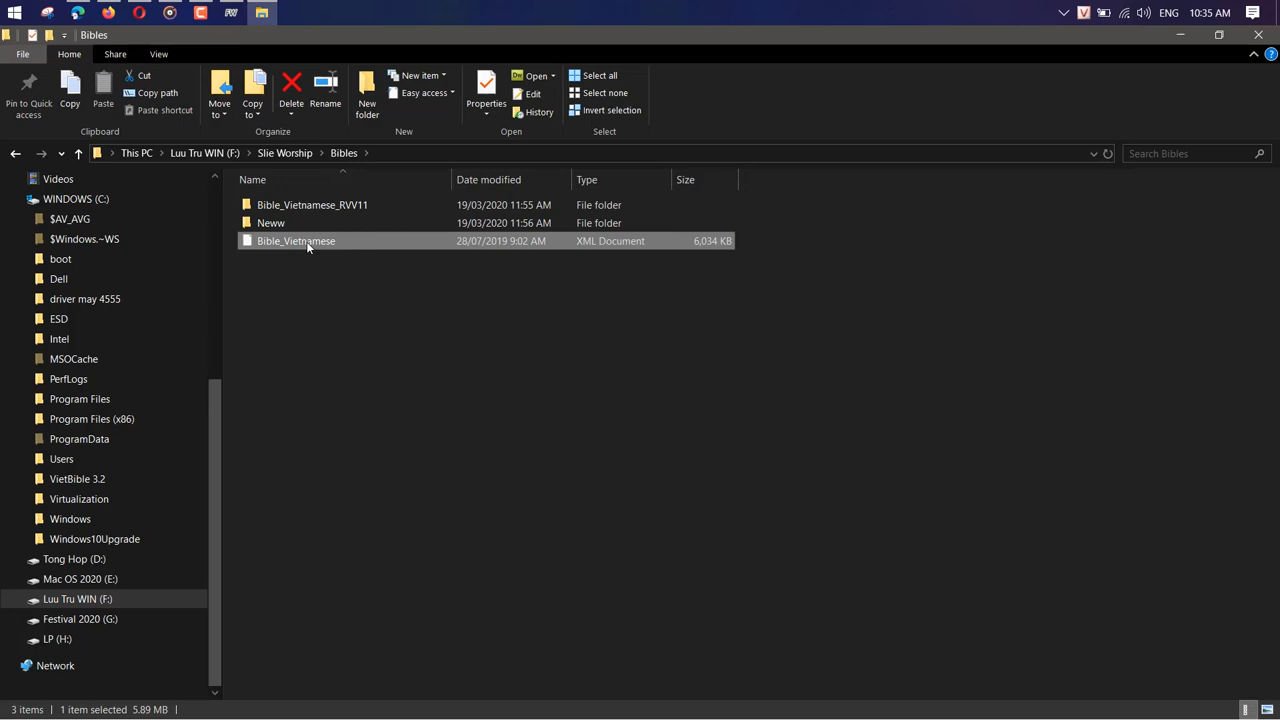 FW
V
ENG
10:35 AM
Bibles
File
Home
Share
View
Pin to Quick access
Copy
Paste
Cut
Copy path
Paste shortcut
Clipboard
Move to
Copy to
Delete
Rename
Organize
New folder
New item
Easy access
New
Properties
Open
Edit
History
Open
Select all
Select none
Invert selection
Select
This PC > Luu Tru WIN (F:) > Slie Worship > Bibles >
Search Bibles
Name Date modified Type Size
Bible_Vietnamese_RVV11 19/03/2020 11:55 AM File folder
Neww 19/03/2020 11:56 AM File folder
Bible_Vietnamese 28/07/2019 9:02 AM XML Document 6,034 KB
Videos
WINDOWS (C:)
$AV_AVG
$Windows.~WS
boot
Dell
driver may 4555
ESD
Intel
MSOCache
PerfLogs
Program Files
Program Files (x86)
ProgramData
Users
VietBible 3.2
Virtualization
Windows
Windows10Upgrade
Tong Hop (D:)
Mac OS 2020 (E:)
Luu Tru WIN (F:)
Festival 2020 (G:)
LP (H:)
Network
3 items
1 item selected 5.89 MB